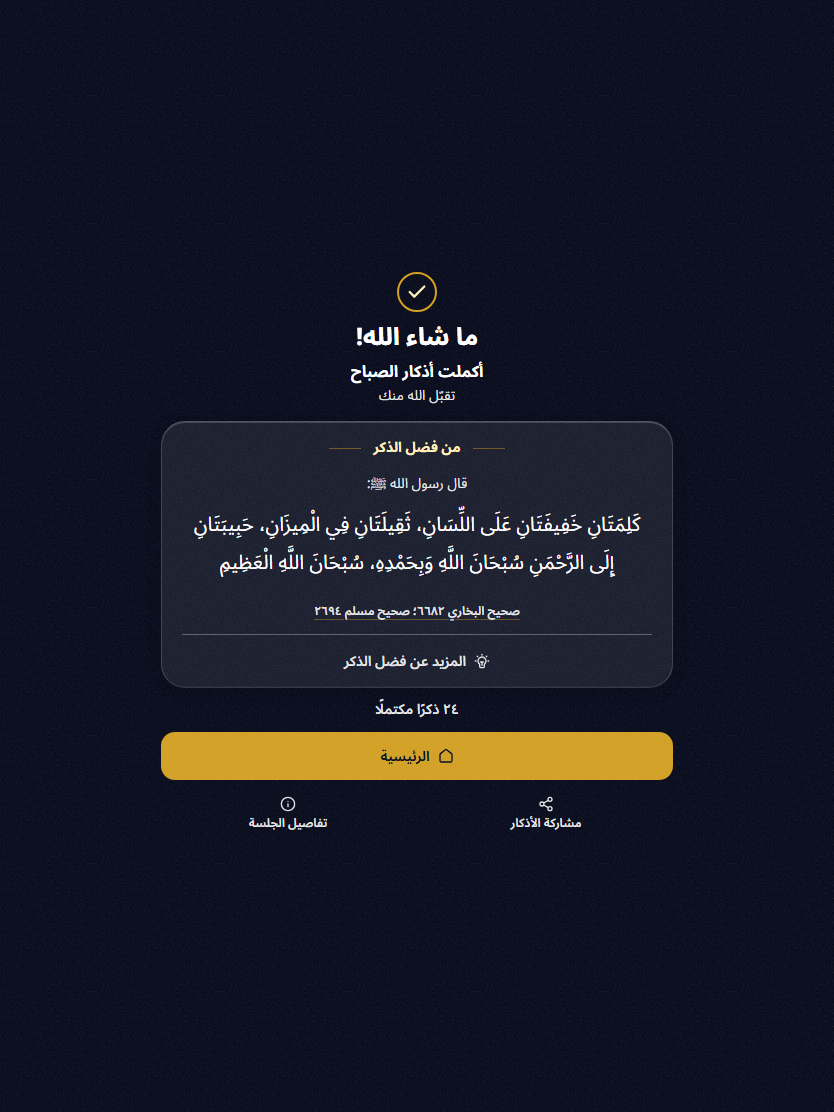 ما شاء الله!
أكملت أذكار الصباح
تقبّل الله منك
من فضل الذكر
قال رسول الله ﷺ:
كَلِمَتَانِ خَفِيفَتَانِ عَلَى اللِّسَانِ، ثَقِيلَتَانِ فِي الْمِيزَانِ، حَبِيبَتَانِ
إِلَى الرَّحْمَنِ سُبْحَانَ اللَّهِ وَبِحَمْدِهِ، سُبْحَانَ اللَّهِ الْعَظِيمِ
صحيح البخاري ٦٦٨٢؛ صحيح مسلم ٢٦٩٤
المزيد عن فضل الذكر
٢٤ ذكرًا مكتملًا
الرئيسية
مشاركة الأذكار
تفاصيل الجلسة